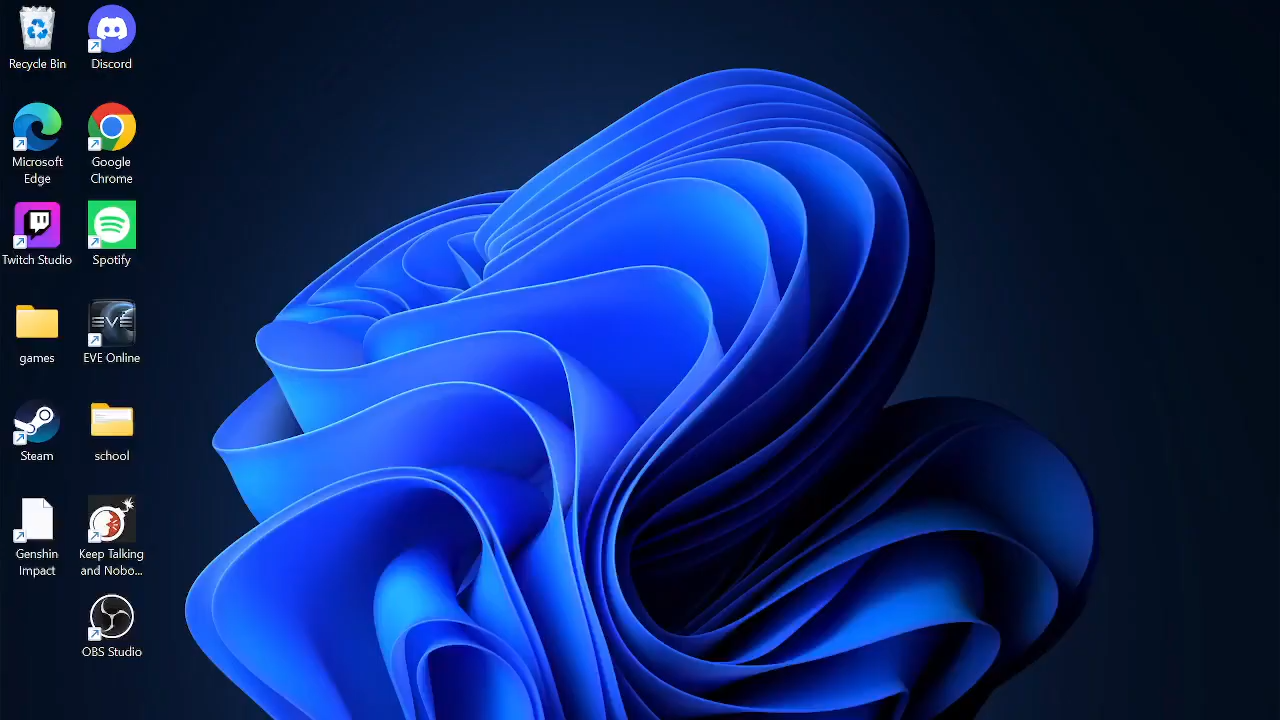 Recycle Bin
Discord
Microsoft
Edge
Google
Chrome
Twitch Studio
Spotify
games
EVE
EVE Online
Steam
school
Genshin
Impact
Keep Talking
and Nobo...
OBS Studio